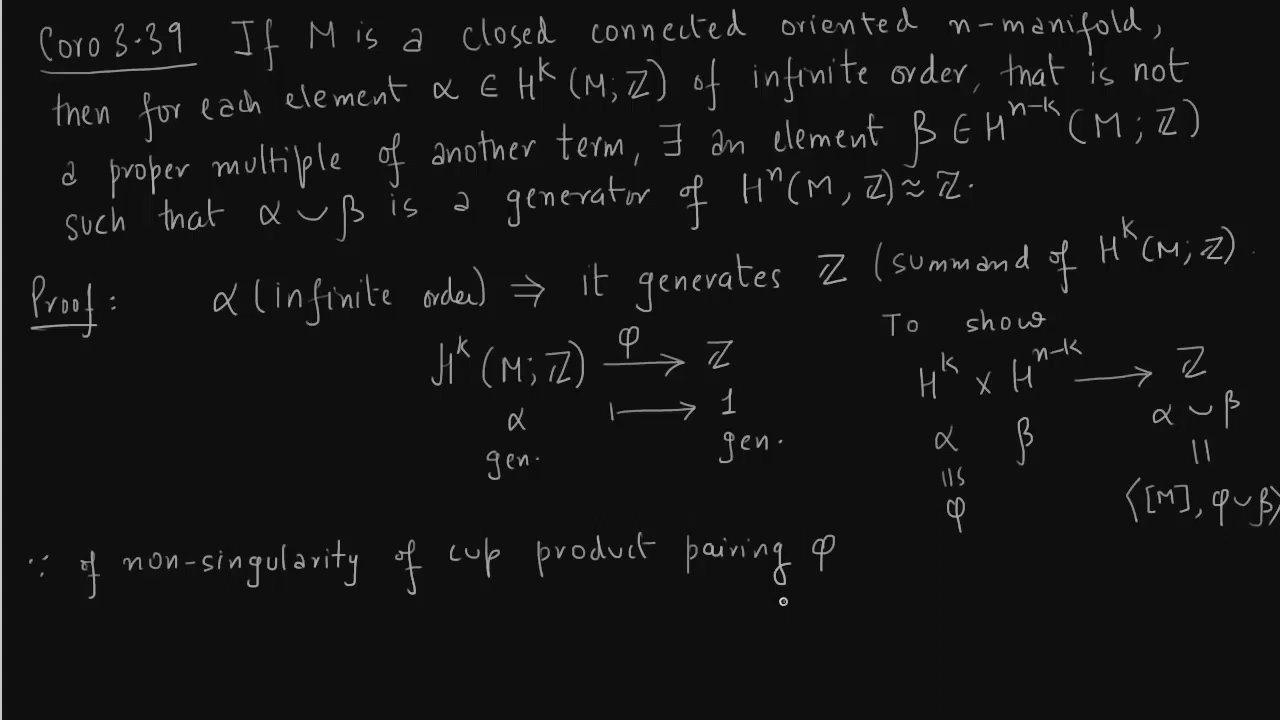 Coro 3.39 If M is a closed connected oriented n-manifold,
then for each element α ∈ H^k (M; ℤ) of infinite order, that is not
a proper multiple of another term, ∃ an element β ∈ H^{n-k} (M; ℤ)
such that α ⌣ β is a generator of H^n (M, ℤ) ≈ ℤ.
Proof: α (infinite order) ⇒ it generates ℤ (summand of H^k (M; ℤ).
To show
H^k (M; ℤ) →^φ ℤ
H^k × H^{n-k} → ℤ
α ↦ 1
α β α ⌣ β
gen. gen.
||s ||
φ ⟨[M], φ ⌣ β⟩
∵ of non-singularity of cup product pairing φ